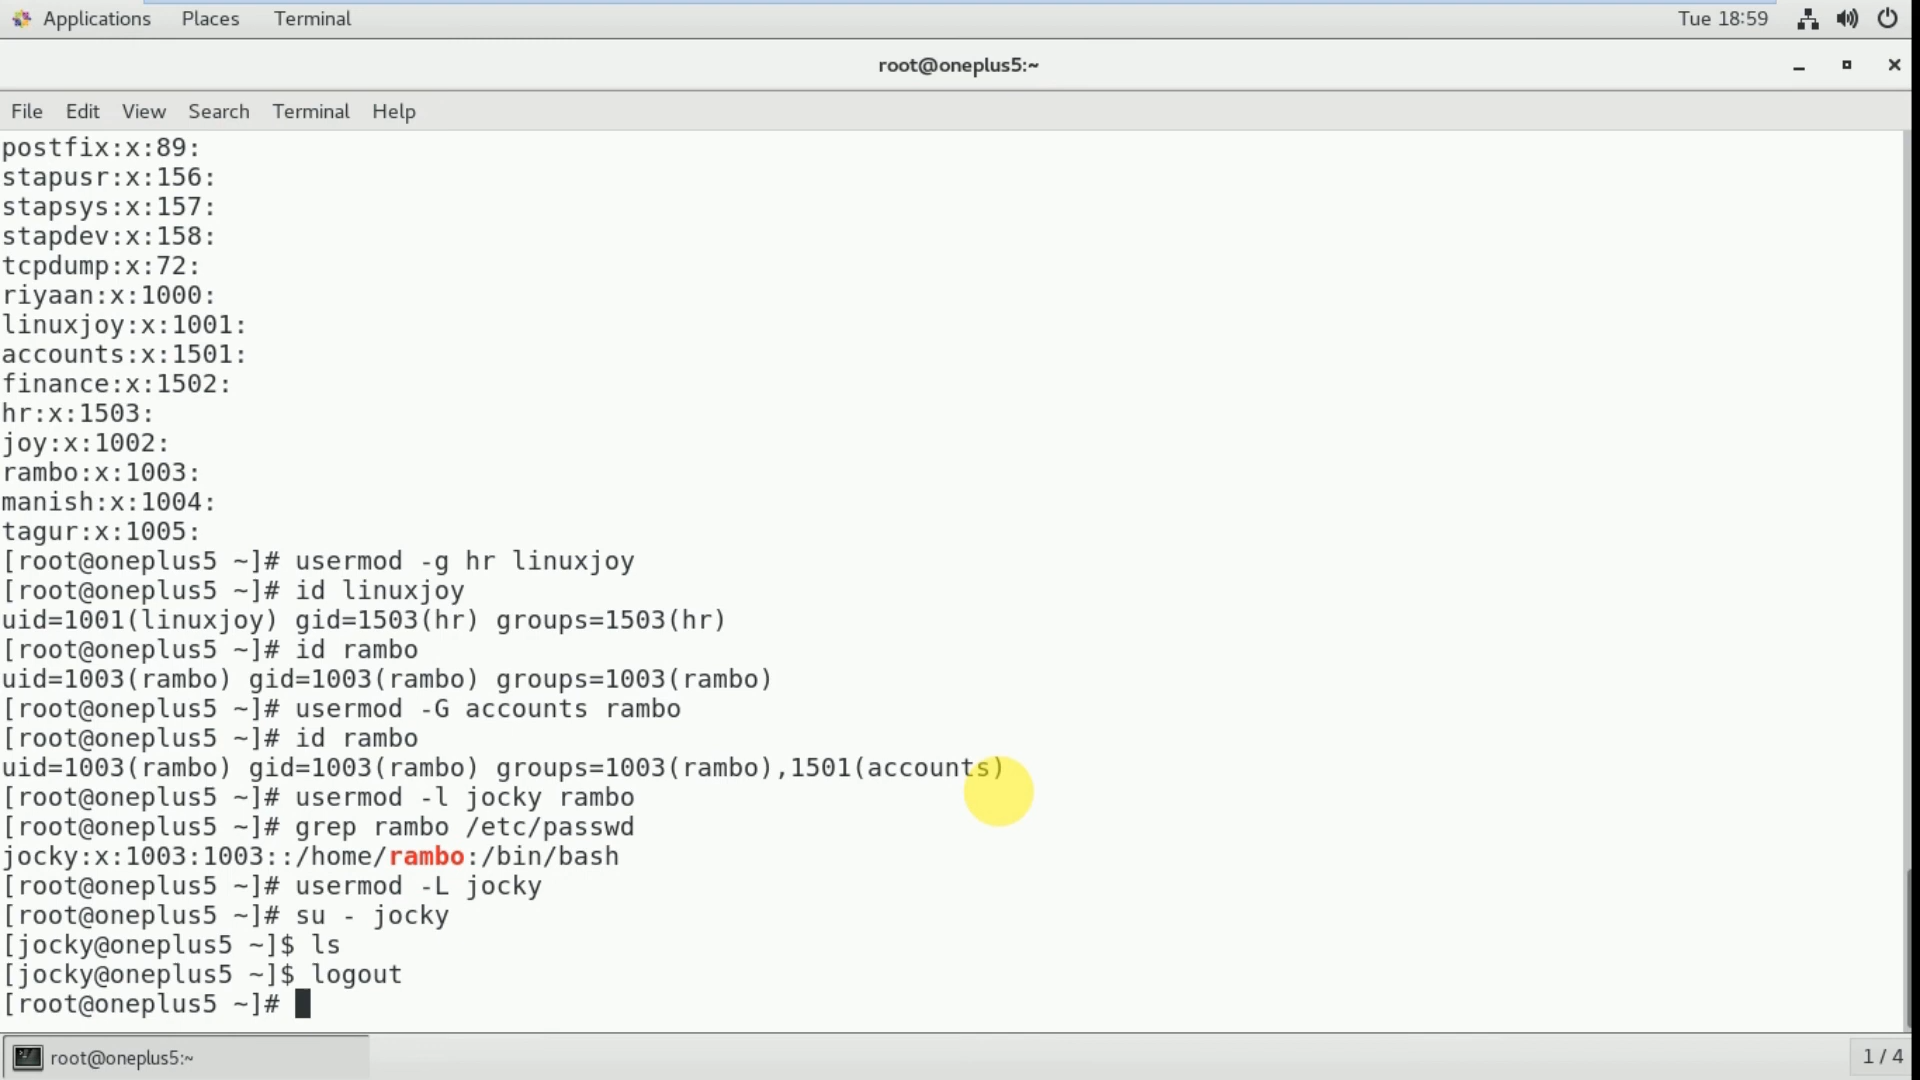 Applications Places Terminal Tue 18:59
root@oneplus5:~
File Edit View Search Terminal Help
postfix:x:89:
stapusr:x:156:
stapsys:x:157:
stapdev:x:158:
tcpdump:x:72:
riyaan:x:1000:
linuxjoy:x:1001:
accounts:x:1501:
finance:x:1502:
hr:x:1503:
joy:x:1002:
rambo:x:1003:
manish:x:1004:
tagur:x:1005:
[root@oneplus5 ~]# usermod -g hr linuxjoy
[root@oneplus5 ~]# id linuxjoy
uid=1001(linuxjoy) gid=1503(hr) groups=1503(hr)
[root@oneplus5 ~]# id rambo
uid=1003(rambo) gid=1003(rambo) groups=1003(rambo)
[root@oneplus5 ~]# usermod -G accounts rambo
[root@oneplus5 ~]# id rambo
uid=1003(rambo) gid=1003(rambo) groups=1003(rambo),1501(accounts)
[root@oneplus5 ~]# usermod -l jocky rambo
[root@oneplus5 ~]# grep rambo /etc/passwd
jocky:x:1003:1003::/home/rambo:/bin/bash
[root@oneplus5 ~]# usermod -L jocky
[root@oneplus5 ~]# su - jocky
[jocky@oneplus5 ~]$ ls
[jocky@oneplus5 ~]$ logout
[root@oneplus5 ~]#
root@oneplus5:~ 1 / 4